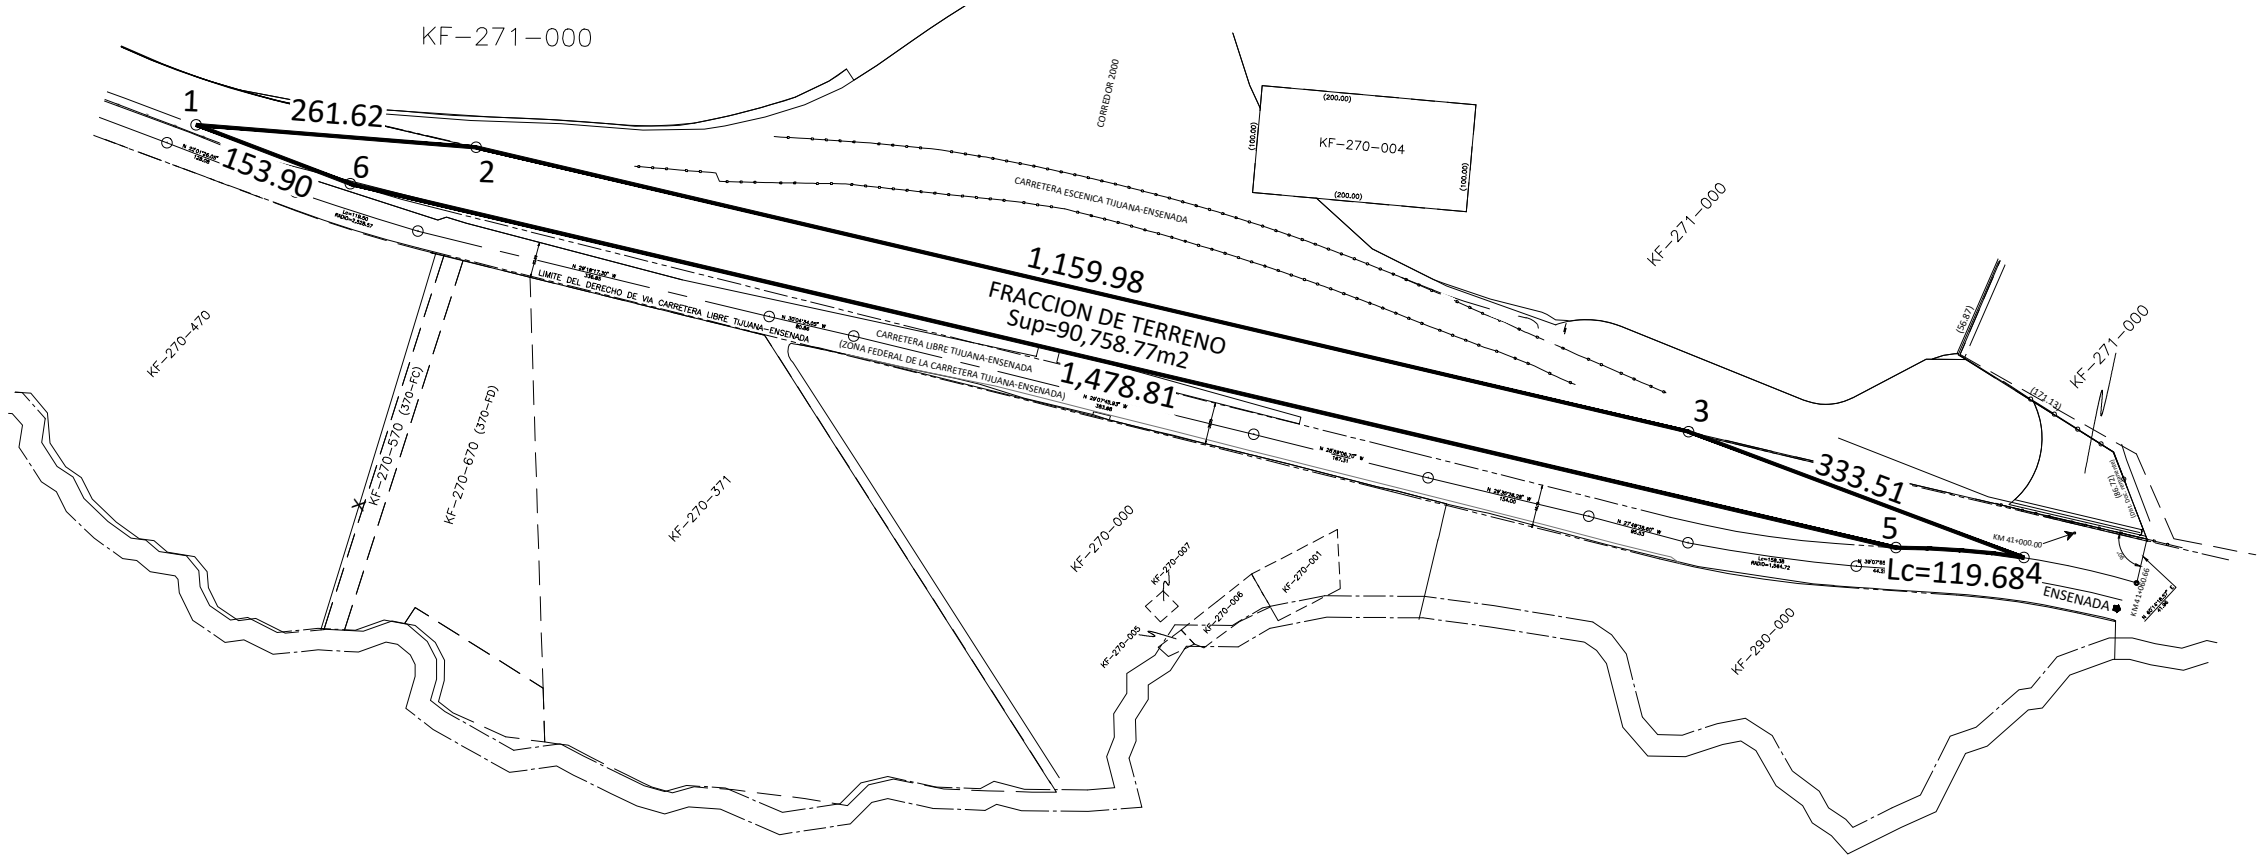 KF-271-000
1
261.62
2
6
153.90
CORREDOR 2000
(200.00)
(100.00)
KF-270-004
(100.00)
(200.00)
CARRETERA ESCENICA TIJUANA-ENSENADA
KF-271-000
1,159.98
FRACCION DE TERRENO
Sup=90,758.77m2
1,478.81
LIMITE DEL DERECHO DE VIA CARRETERA LIBRE TIJUANA-ENSENADA
CARRETERA LIBRE TIJUANA-ENSENADA
(ZONA FEDERAL DE LA CARRETERA TIJUANA-ENSENADA)
(56.87)
KF-271-000
(171.13)
(86.72)
3
333.51
5
4
Lc=119.68
KM 41+000.00
KM 41+060.66
ENSENADA
KF-270-470
X
KF-270-570 (370-FC)
KF-270-670 (370-FD)
KF-270-371
KF-270-000
KF-270-007
KF-270-001
KF-270-006
KF-270-005
KF-290-000